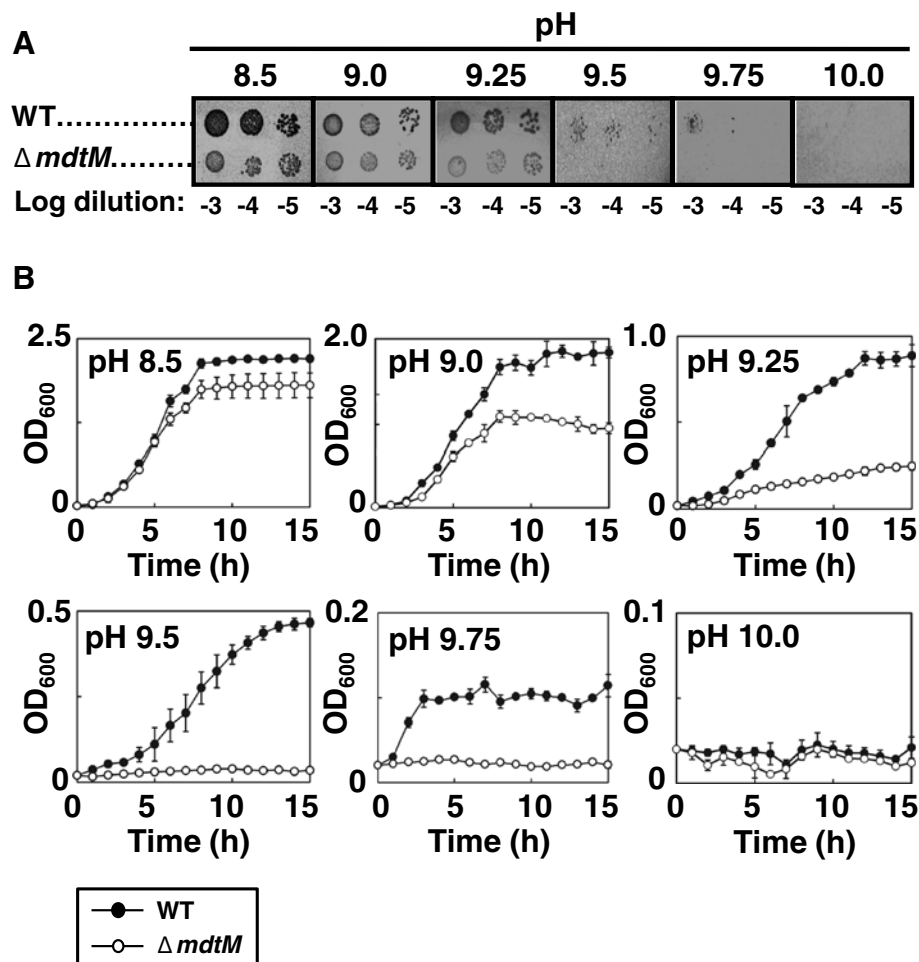 A
pH
8.5 9.0 9.25 9.5 9.75 10.0
WT..............
Δ mdtM.........
Log dilution: -3 -4 -5 -3 -4 -5 -3 -4 -5 -3 -4 -5 -3 -4 -5 -3 -4 -5
B
2.5
pH 8.5
OD600
0
5 10 15
Time (h)
2.0
pH 9.0
OD600
0
0 5 10 15
Time (h)
1.0
pH 9.25
OD600
0
0 5 10 15
Time (h)
0.5
pH 9.5
OD600
0
0 5 10 15
Time (h)
0.2
pH 9.75
OD600
0
0 5 10 15
Time (h)
0.1
pH 10.0
OD600
0
0 5 10 15
Time (h)
WT
Δ mdtM